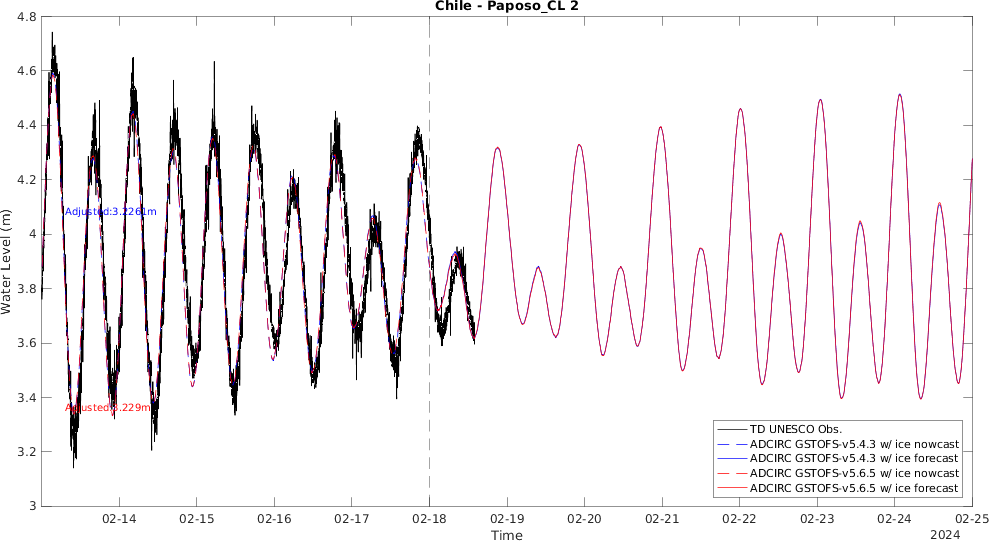 Chile - Paposo_CL 2
4.8
4.6
4.4
4.2
4
3.8
3.6
3.4
3.2
3
Water Level (m)
Adjusted:3.2261m
Adjusted:3.229m
TD UNESCO Obs.
ADCIRC GSTOFS-v5.4.3 w/ ice nowcast
ADCIRC GSTOFS-v5.4.3 w/ ice forecast
ADCIRC GSTOFS-v5.6.5 w/ ice nowcast
ADCIRC GSTOFS-v5.6.5 w/ ice forecast
02-14 02-15 02-16 02-17 02-18 02-19 02-20 02-21 02-22 02-23 02-24 02-25
Time
2024